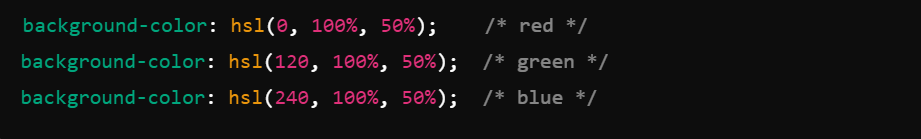 background-color: hsl(0, 100%, 50%);    /* red */
background-color: hsl(120, 100%, 50%);  /* green */
background-color: hsl(240, 100%, 50%);  /* blue */